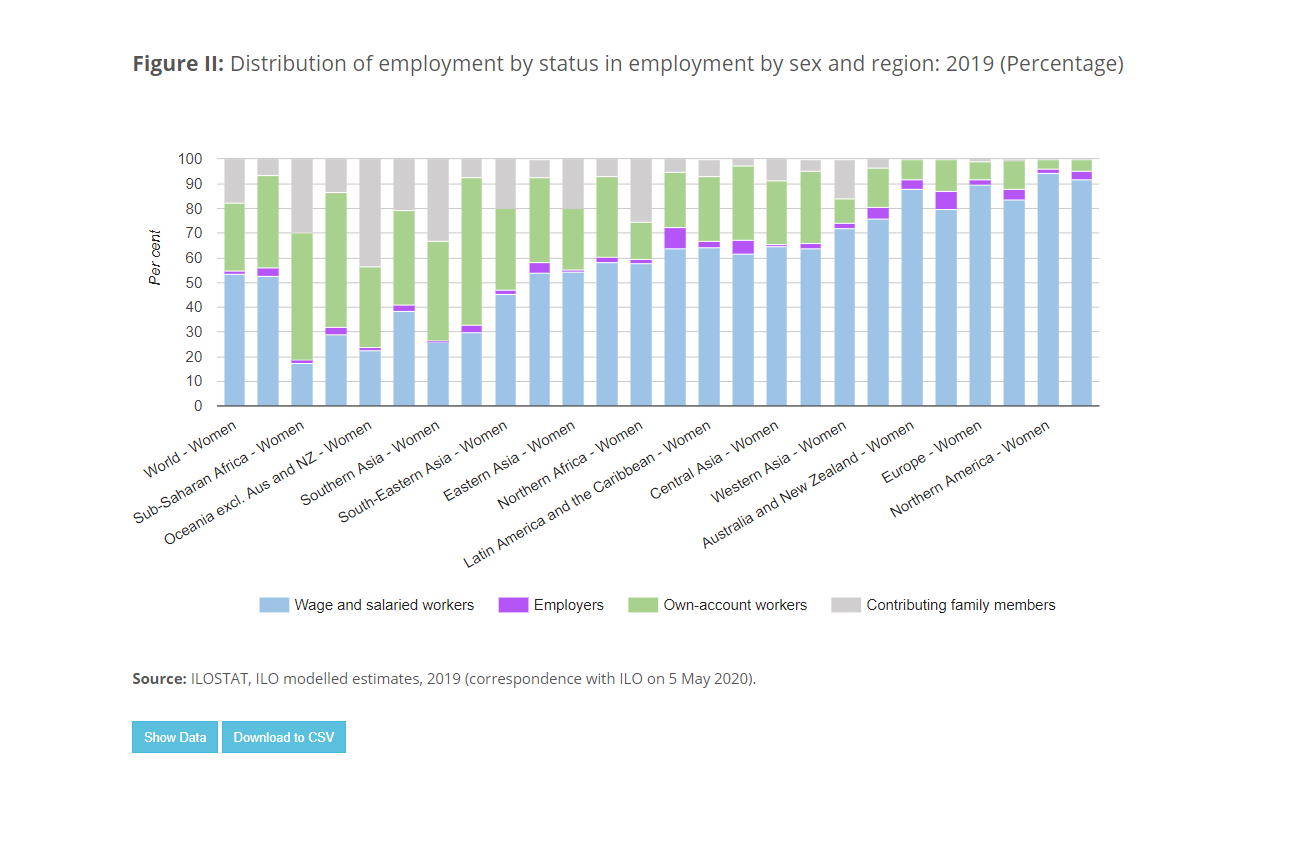 Figure II: Distribution of employment by status in employment by sex and region: 2019 (Percentage)
100
90
80
70
60
50
40
30
20
10
0
Per cent
World - Women
Sub-Saharan Africa - Women
Oceania excl. Aus and NZ - Women
Southern Asia - Women
South-Eastern Asia - Women
Eastern Asia - Women
Northern Africa - Women
Latin America and the Caribbean - Women
Central Asia - Women
Western Asia - Women
Australia and New Zealand - Women
Europe - Women
Northern America - Women
Wage and salaried workers Employers Own-account workers Contributing family members
Source: ILOSTAT, ILO modelled estimates, 2019 (correspondence with ILO on 5 May 2020).
Show Data Download to CSV